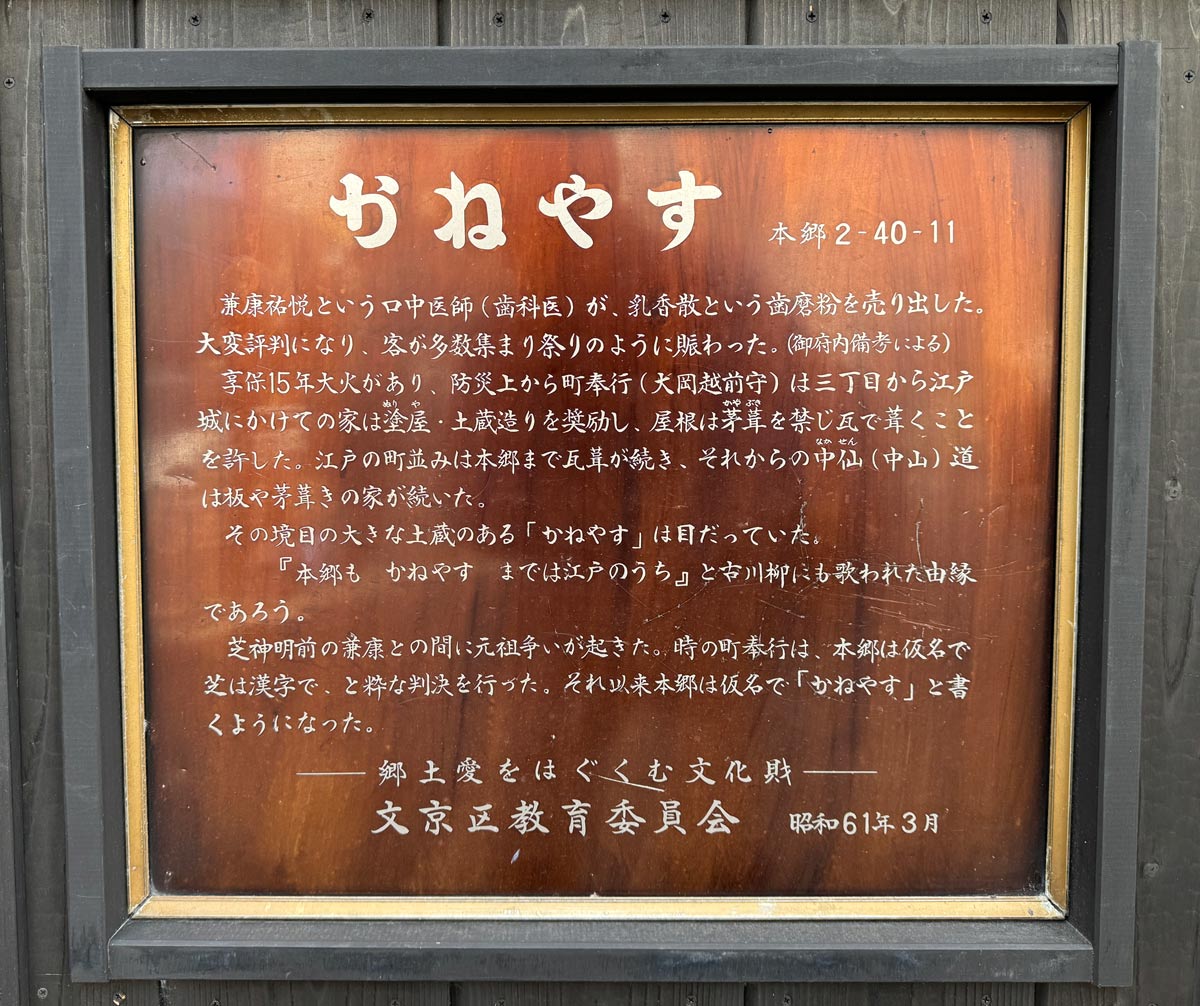 かねやす 本郷2-40-11
兼康祐悦という口中医師(歯科医)が、乳香散という歯磨粉を売り出した。
大変評判になり、客が多数集まり祭りのように賑わった。(御府内備考による)
享保15年大火があり、防災上から町奉行(大岡越前守)は三丁目から江戸
ぬりや かやぶき
城にかけての家は塗屋・土蔵造りを奨励し、屋根は茅葺を禁じ瓦で葺くこと
なかせん
を許した。江戸の町並みは本郷まで瓦葺が続き、それからの中仙(中山)道
は板や茅葺きの家が続いた。
その境目の大きな土蔵のある「かねやす」は目だっていた。
『本郷も かねやす までは江戸のうち』と古川柳にも歌われた由縁
であろう。
芝神明前の兼康との間に元祖争いが起きた。時の町奉行は、本郷は仮名で
芝は漢字で、と粋な判決を行った。それ以来本郷は仮名で「かねやす」と書
くようになった。
―郷土愛をはぐくむ文化財―
文京区教育委員会 昭和61年3月